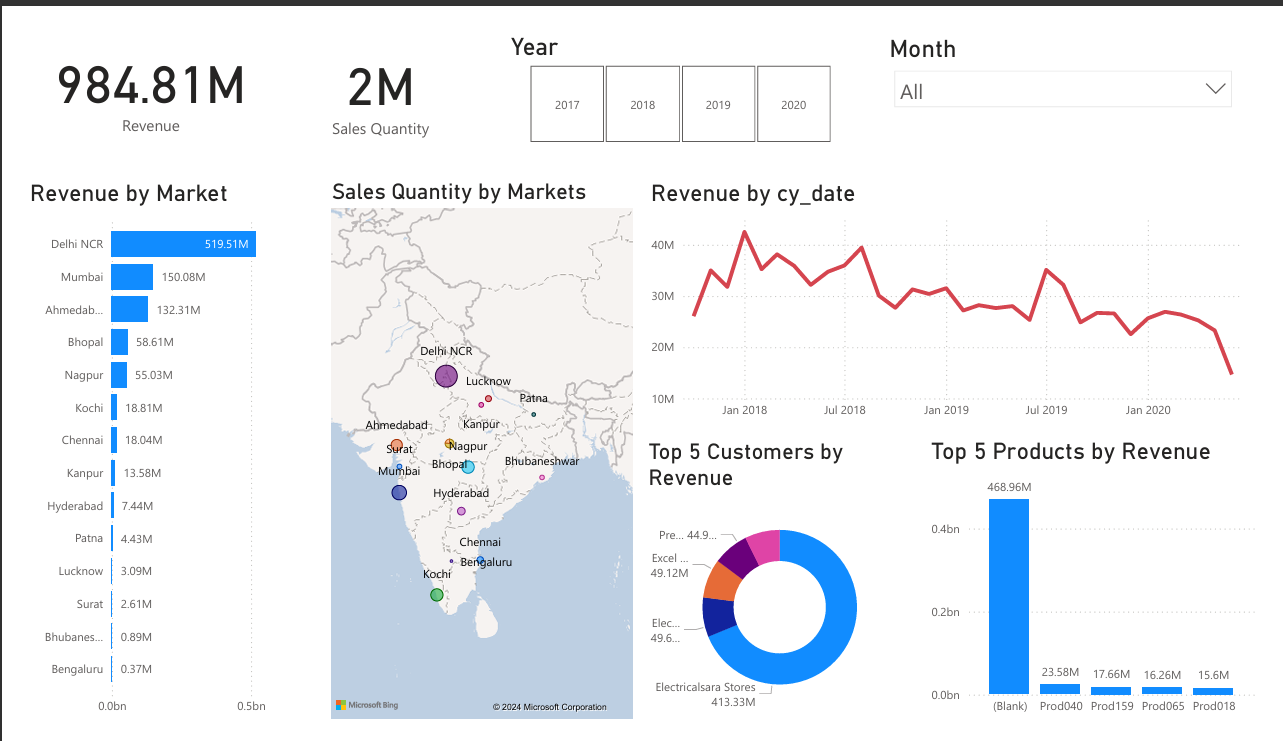 984.81M
Revenue
2M
Sales Quantity
Year
2017
2018
2019
2020
Month
All
Revenue by Market
Delhi NCR 519.51M
Mumbai 150.08M
Ahmedab... 132.31M
Bhopal 58.61M
Nagpur 55.03M
Kochi 18.81M
Chennai 18.04M
Kanpur 13.58M
Hyderabad 7.44M
Patna 4.43M
Lucknow 3.09M
Surat 2.61M
Bhubanes... 0.89M
Bengaluru 0.37M
0.0bn 0.5bn
Sales Quantity by Markets
Delhi NCR
Lucknow
Patna
Ahmedabad
Kanpur
Surat
Nagpur
Bhopal
Bhubaneshwar
Mumbai
Hyderabad
Chennai
Bengaluru
Kochi
Microsoft Bing
© 2024 Microsoft Corporation
Revenue by cy_date
40M
30M
20M
10M
Jan 2018 Jul 2018 Jan 2019 Jul 2019 Jan 2020
Top 5 Customers by
Revenue
Pre... 44.9...
Excel ...
49.12M
Elec...
49.6...
Electricalsara Stores
413.33M
Top 5 Products by Revenue
468.96M
0.4bn
0.2bn
23.58M 17.66M 16.26M 15.6M
0.0bn
(Blank) Prod040 Prod159 Prod065 Prod018